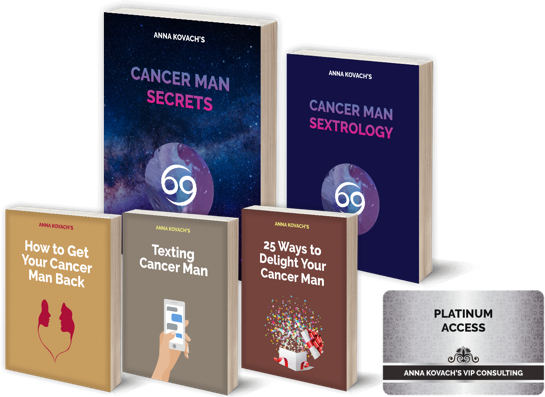 ANNA KOVACH'S
CANCER MAN
SECRETS
ANNA KOVACH'S
CANCER MAN
SEXTROLOGY
ANNA KOVACH'S
How to Get
Your Cancer
Man Back
ANNA KOVACH'S
Texting
Cancer Man
ANNA KOVACH'S
25 Ways to
Delight Your
Cancer Man
PLATINUM
ACCESS
ANNA KOVACH'S VIP CONSULTING